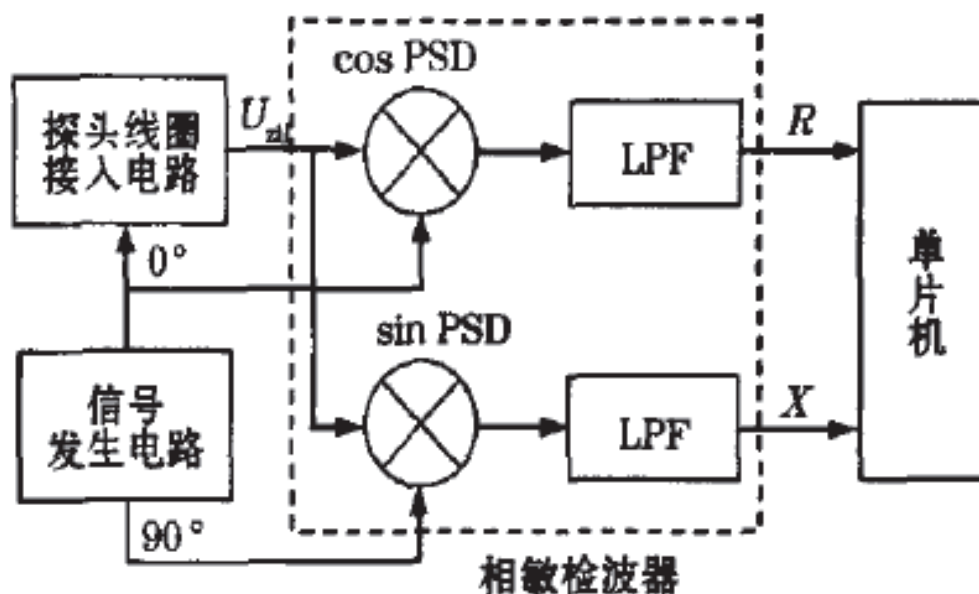 cos PSD
探头线圈
接入电路
LPF
R
0°
单
片
机
sin PSD
信号
发生电路
LPF
X
90°
相敏检波器